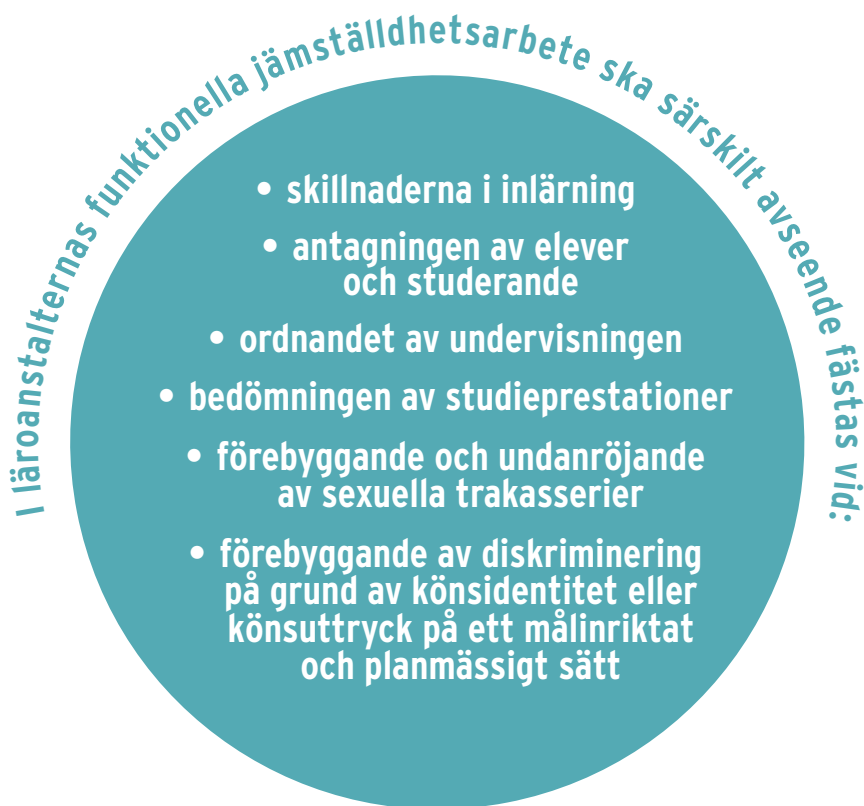 I läroanstalternas funktionella jämställdhetsarbete ska särskilt avseende fästas vid:
• skillnaderna i inlärning
• antagningen av elever
och studerande
• ordnandet av undervisningen
• bedömningen av studieprestationer
• förebyggande och undanröjande
av sexuella trakasserier
• förebyggande av diskriminering
på grund av könsidentitet eller
könsuttryck på ett målinriktat
och planmässigt sätt